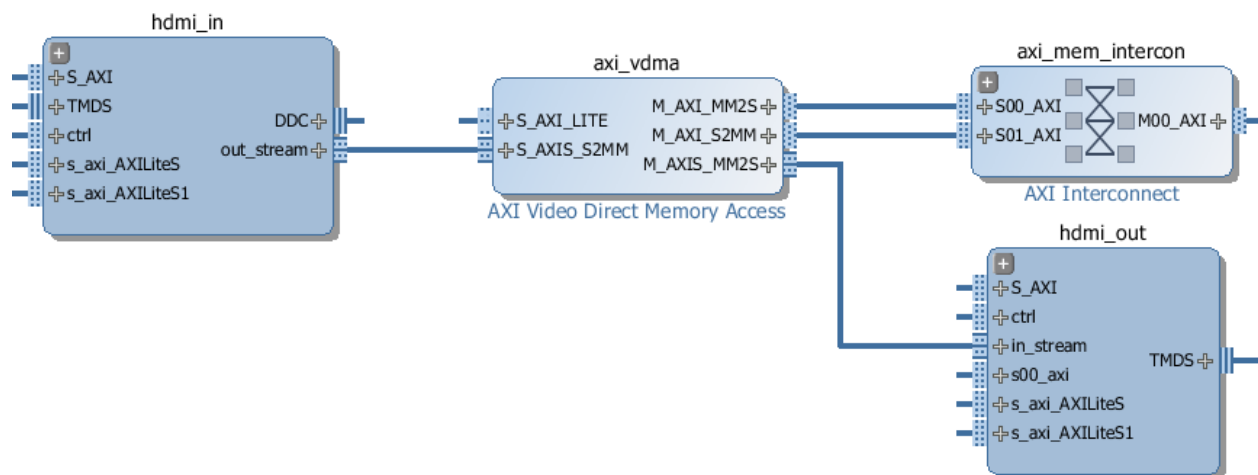 hdmi_in
S_AXI
TMDS
ctrl
s_axi_AXILiteS
s_axi_AXILiteS1
DDC
out_stream
axi_vdma
S_AXI_LITE
S_AXIS_S2MM
M_AXI_MM2S
M_AXI_S2MM
M_AXIS_MM2S
AXI Video Direct Memory Access
axi_mem_intercon
S00_AXI
S01_AXI
M00_AXI
AXI Interconnect
hdmi_out
S_AXI
ctrl
in_stream
s00_axi
s_axi_AXILiteS
s_axi_AXILiteS1
TMDS